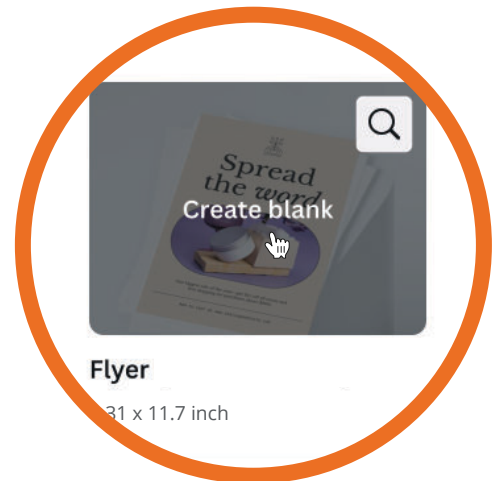 Spread
the word
Create blank
Flyer
31 x 11.7 inch